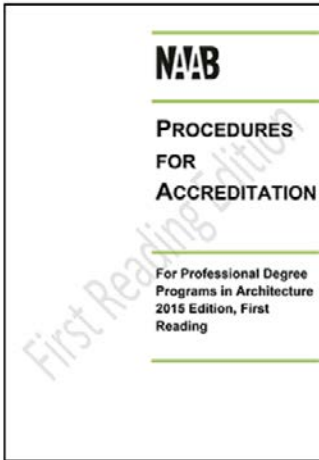 NAAB
PROCEDURES
FOR
ACCREDITATION
For Professional Degree
Programs in Architecture
2015 Edition, First
Reading
First Reading Edition